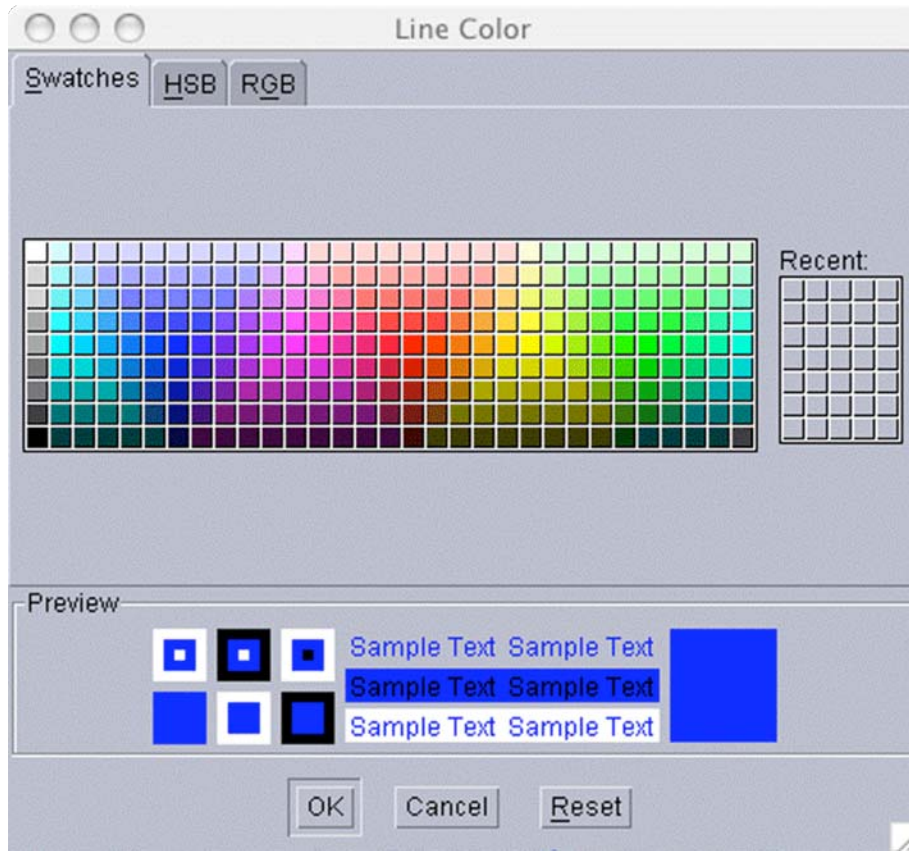 Line Color
Swatches HSB RGB
Recent:
Preview
Sample Text Sample Text
Sample Text Sample Text
Sample Text Sample Text
OK Cancel Reset